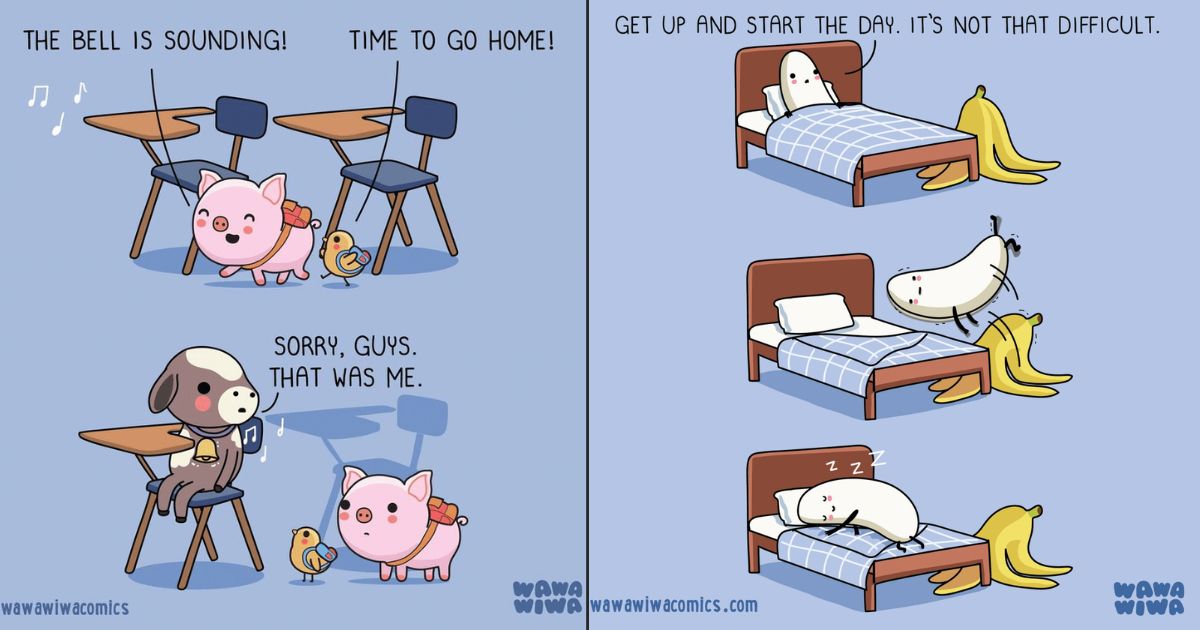 THE BELL IS SOUNDING!
TIME TO GO HOME!
SORRY, GUYS.
THAT WAS ME.
wawawiwacomics
WAWA
WIWA
GET UP AND START THE DAY. IT'S NOT THAT DIFFICULT.
z z z
wawawiwacomics.com
WAWA
WIWA